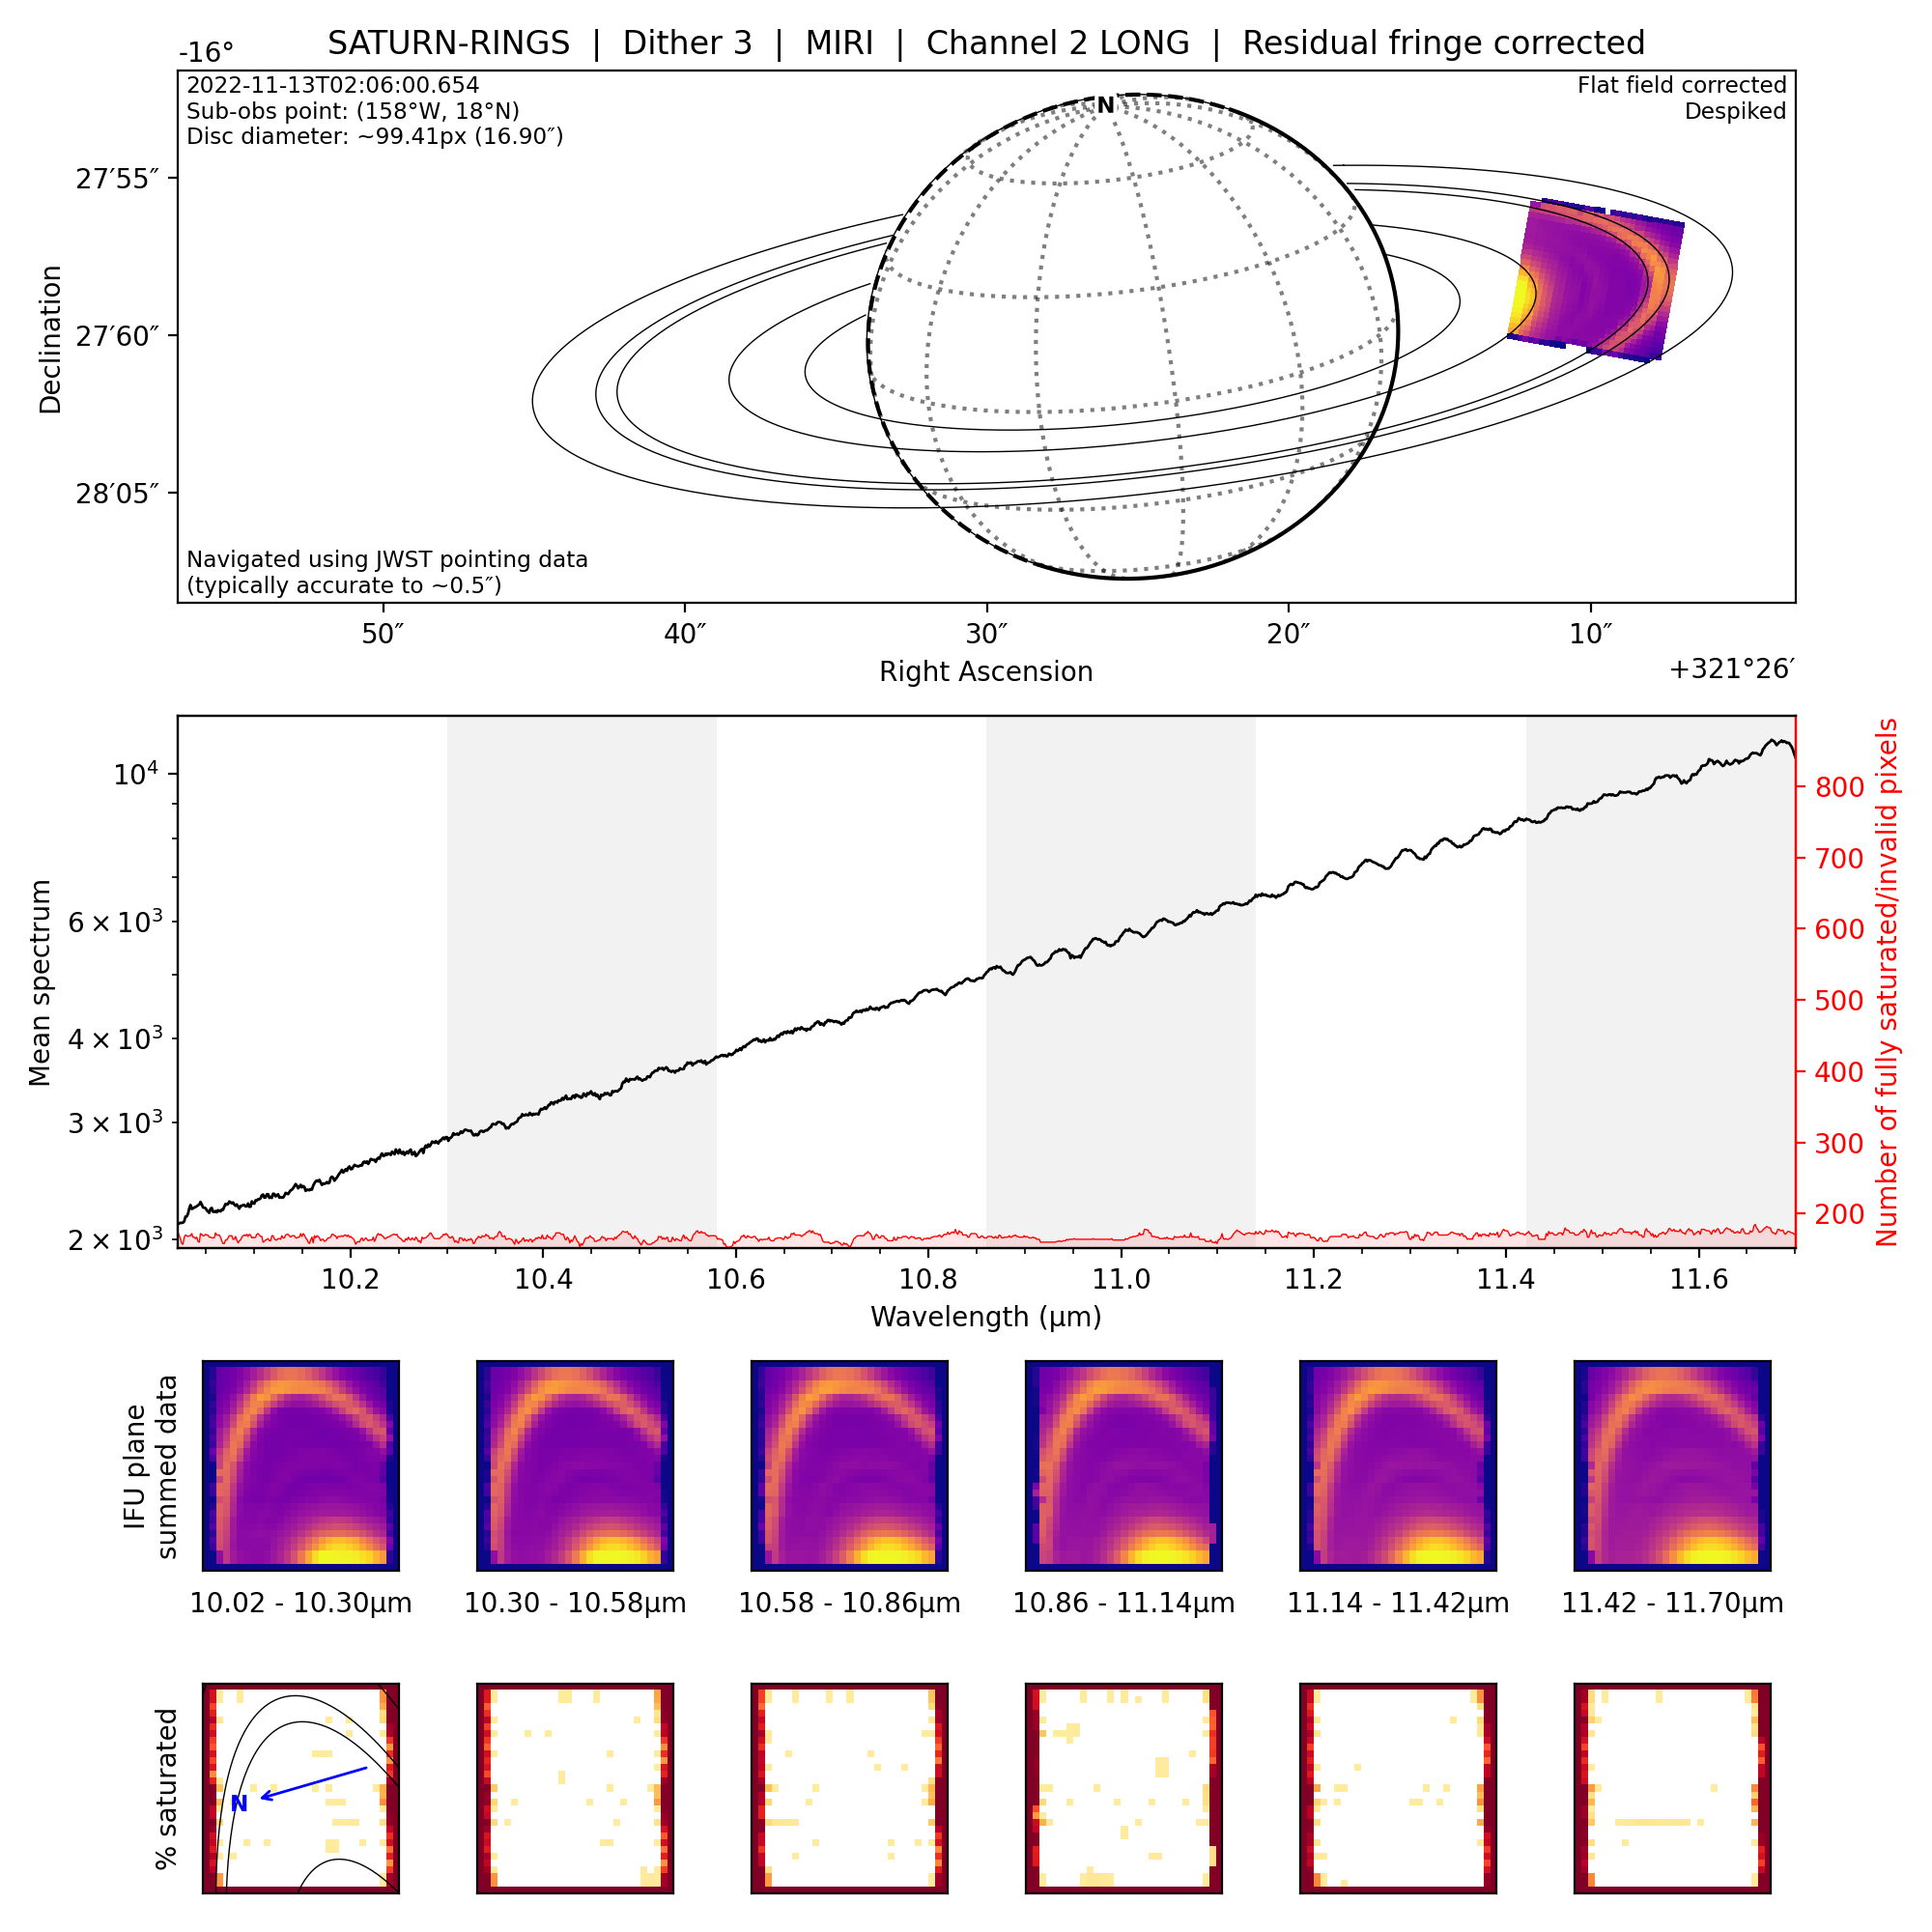 SATURN-RINGS | Dither 3 | MIRI | Channel 2 LONG | Residual fringe corrected
-16°
2022-11-13T02:06:00.654
Sub-obs point: (158°W, 18°N)
Disc diameter: ~99.41px (16.90″)
Flat field corrected
Despiked
N
27′55″
27′60″
28′05″
Declination
Navigated using JWST pointing data
(typically accurate to ~0.5″)
50″ 40″ 30″ 20″ 10″
Right Ascension
+321°26′
Mean spectrum
10⁴
6 × 10³
4 × 10³
3 × 10³
2 × 10³
800
700
600
500
400
300
200
Number of fully saturated/invalid pixels
10.2 10.4 10.6 10.8 11.0 11.2 11.4 11.6
Wavelength (µm)
IFU plane
summed data
10.02 - 10.30µm 10.30 - 10.58µm 10.58 - 10.86µm 10.86 - 11.14µm 11.14 - 11.42µm 11.42 - 11.70µm
% saturated
N